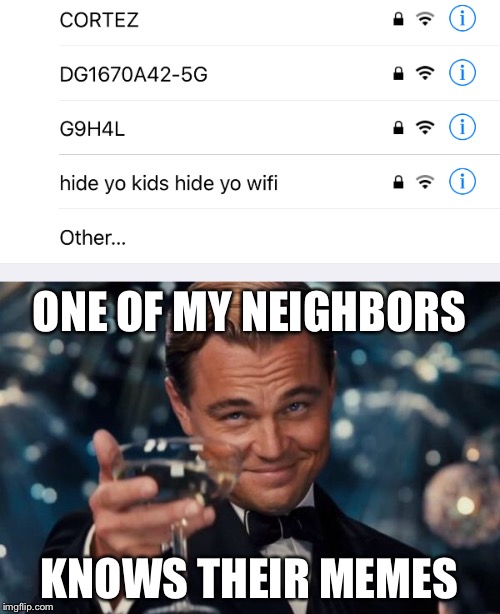 CORTEZ
DG1670A42-5G
G9H4L
hide yo kids hide yo wifi
Other...
ONE OF MY NEIGHBORS
KNOWS THEIR MEMES
imgflip.com